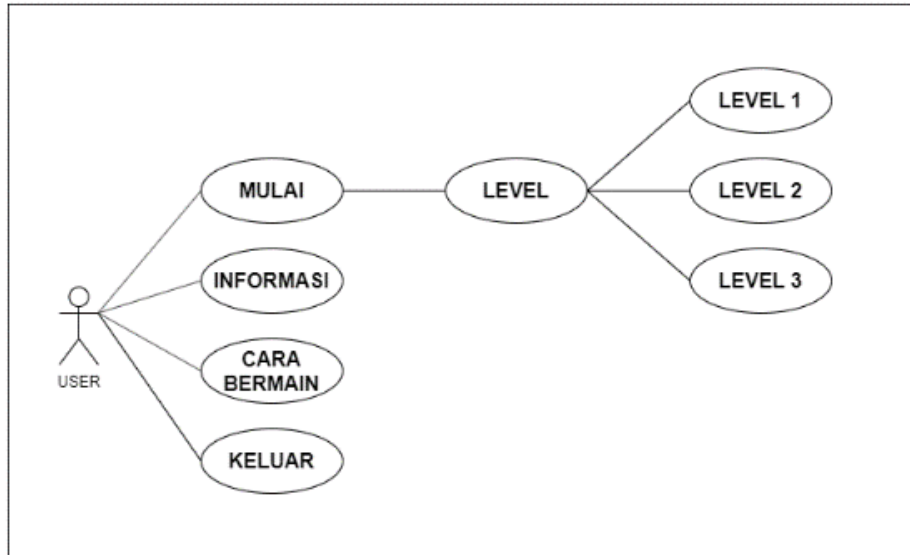 LEVEL 1
MULAI
LEVEL
LEVEL 2
INFORMASI
LEVEL 3
USER
CARA
BERMAIN
KELUAR